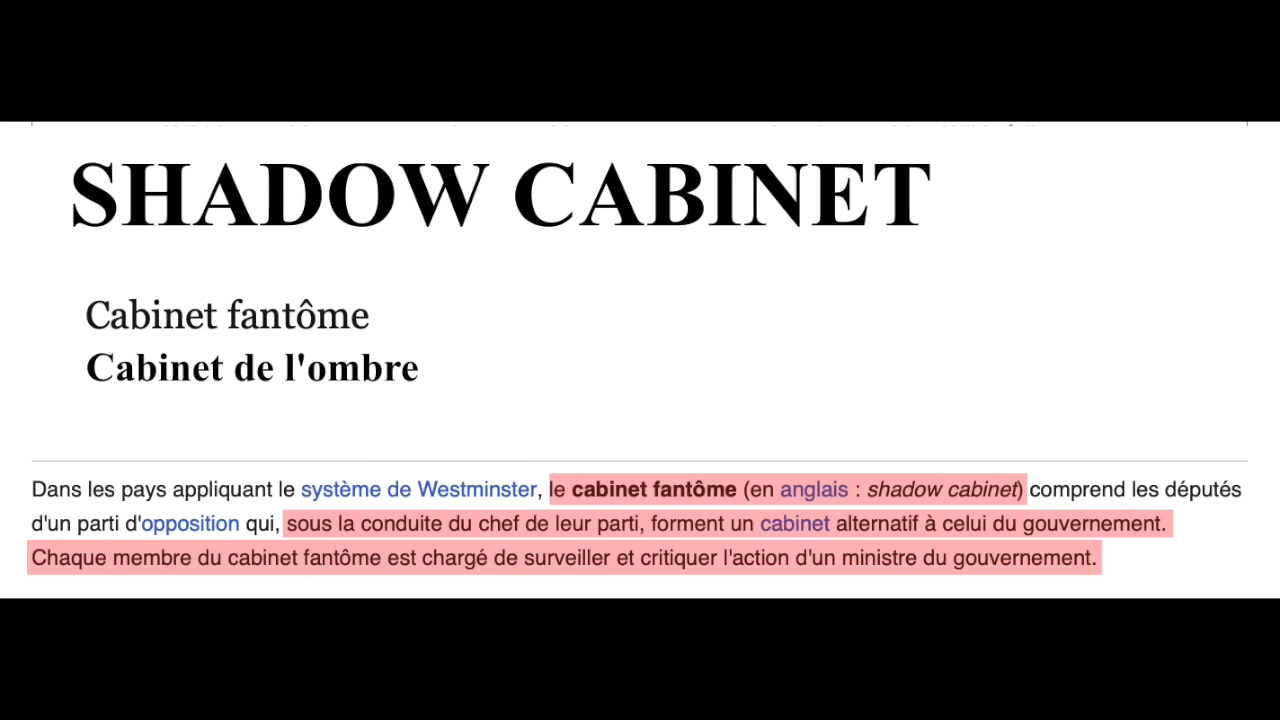 SHADOW CABINET
Cabinet fantôme
Cabinet de l'ombre
Dans les pays appliquant le système de Westminster, le cabinet fantôme (en anglais : shadow cabinet) comprend les députés
d'un parti d'opposition qui, sous la conduite du chef de leur parti, forment un cabinet alternatif à celui du gouvernement.
Chaque membre du cabinet fantôme est chargé de surveiller et critiquer l'action d'un ministre du gouvernement.